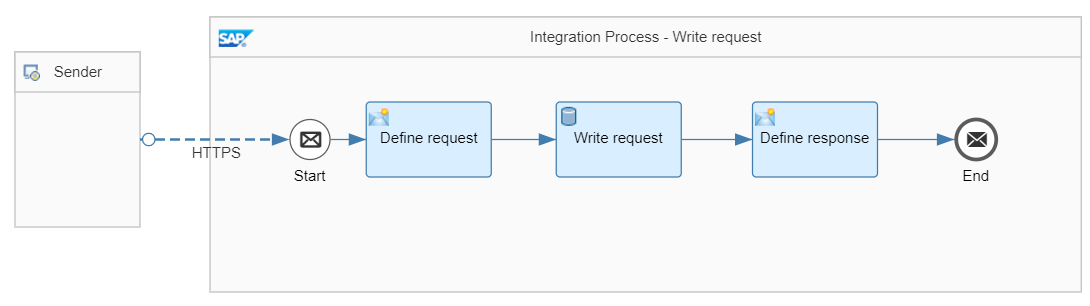 SAP
Integration Process - Write request
Sender
HTTPS
Start
Define request
Write request
Define response
End